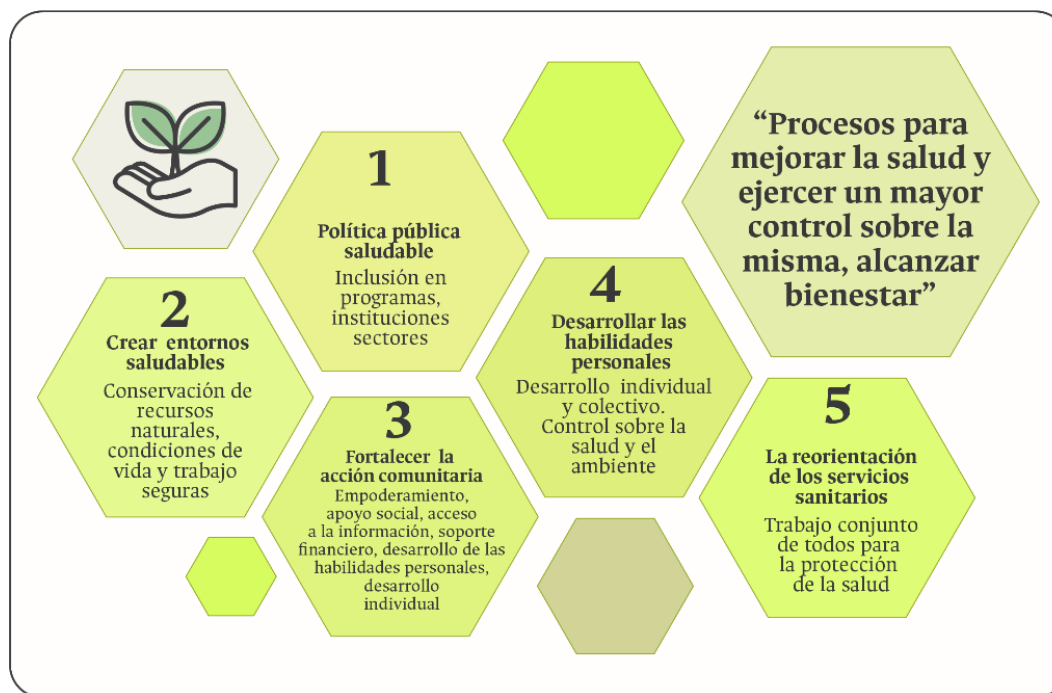 1
Política pública
saludable
Inclusión en
programas,
instituciones
sectores
2
Crear entornos
saludables
Conservación de
recursos
naturales,
condiciones de
vida y trabajo
seguras
3
Fortalecer la
acción comunitaria
Empoderamiento,
apoyo social, acceso
a la información, soporte
financiero, desarrollo de las
habilidades personales,
desarrollo
individual
4
Desarrollar las
habilidades
personales
Desarrollo individual
y colectivo.
Control sobre la
salud y el
ambiente
5
La reorientación
de los servicios
sanitarios
Trabajo conjunto
de todos para
la protección
de la salud
“Procesos para
mejorar la salud y
ejercer un mayor
control sobre la
misma, alcanzar
bienestar”